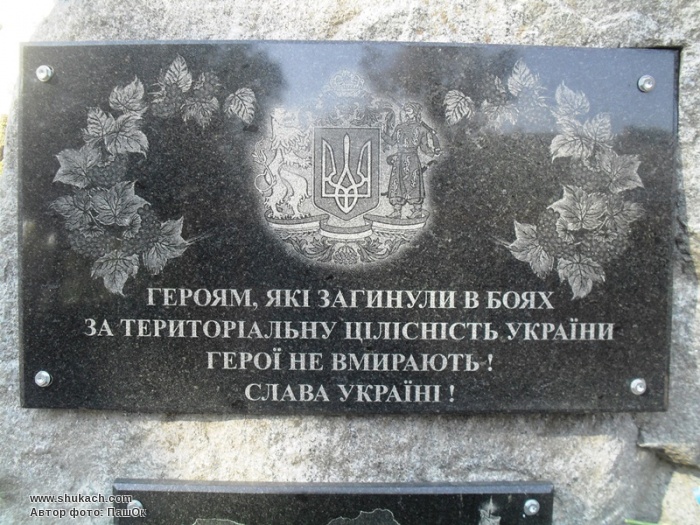 ГЕРОЯМ, ЯКІ ЗАГИНУЛИ В БОЯХ
ЗА ТЕРИТОРІАЛЬНУ ЦІЛІСНІСТЬ УКРАЇНИ
ГЕРОЇ НЕ ВМИРАЮТЬ !
СЛАВА УКРАЇНІ !
www.shukach.com
Автор фото: ПашОк